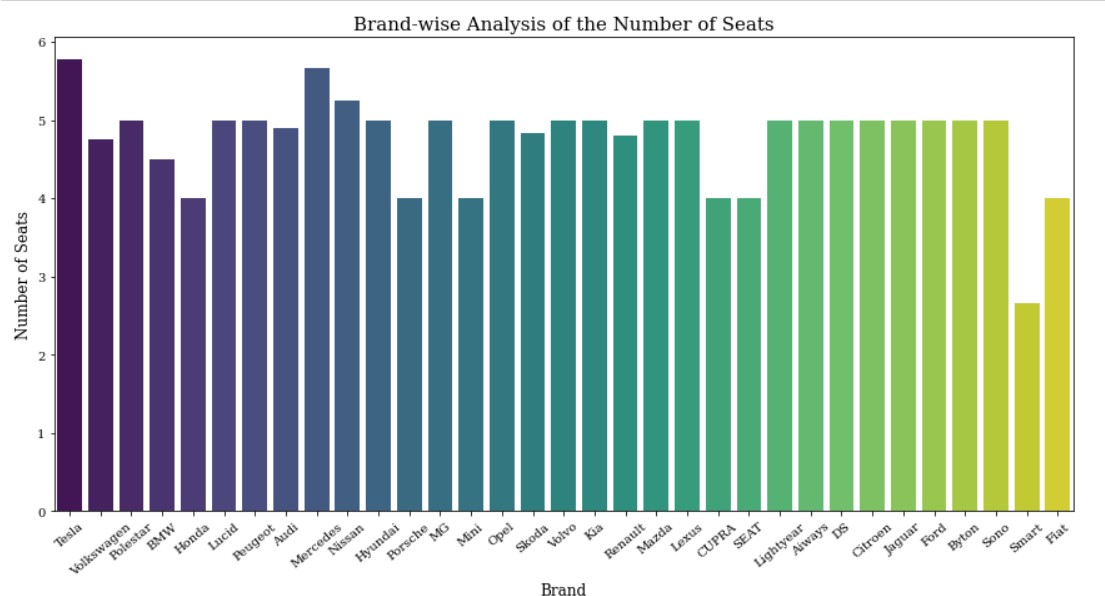 Brand-wise Analysis of the Number of Seats
6
5
4
3
2
1
0
Number of Seats
Tesla
Volkswagen
Polestar
BMW
Honda
Lucid
Peugeot
Audi
Mercedes
Nissan
Hyundai
Porsche
MG
Mini
Opel
Skoda
Volvo
Kia
Renault
Mazda
Lexus
CUPRA
SEAT
Lightyear
Aiways
DS
Citroen
Jaguar
Ford
Byton
Sono
Smart
Fiat
Brand